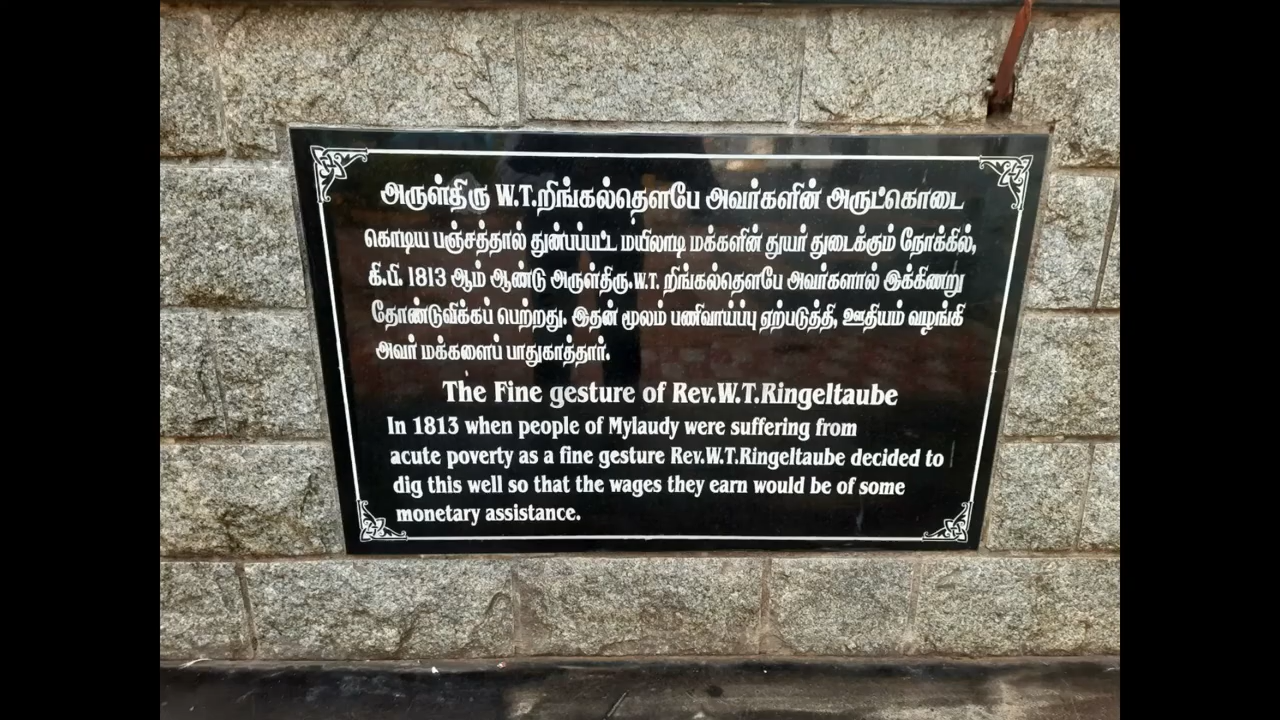 அருள்திரு W.T.றிங்கல்தௌபே அவர்களின் அருட்கொடை
கொடிய பஞ்சத்தால் துன்பப்பட்ட மயிலாடி மக்களின் துயர் துடைக்கும் நோக்கில்,
கி.பி. 1813 ஆம் ஆண்டு அருள்திரு.W.T. றிங்கல்தௌபே அவர்களால் இக்கிணறு
தோண்டுவிக்கப் பெற்றது. இதன் மூலம் பணிவாய்ப்பு ஏற்படுத்தி, ஊதியம் வழங்கி
அவர் மக்களைப் பாதுகாத்தார்.
The Fine gesture of Rev.W.T.Ringeltaube
In 1813 when people of Mylaudy were suffering from
acute poverty as a fine gesture Rev.W.T.Ringeltaube decided to
dig this well so that the wages they earn would be of some
monetary assistance.